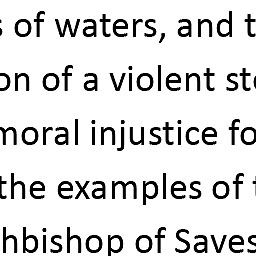 s of waters, and t
on of a violent sto
moral injustice fo
the examples of t
hbishop of Saves